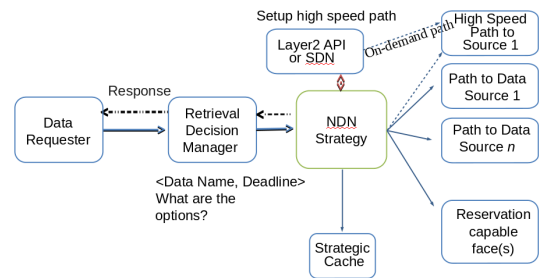 Setup high speed path
Layer2 API
or SDN
On-demand path
High Speed
Path to
Source 1
Response
Path to Data
Source 1
Data
Requester
Retrieval
Decision
Manager
NDN
Strategy
Path to Data
Source n
<Data Name, Deadline>
What are the
options?
Reservation
capable
face(s)
Strategic
Cache